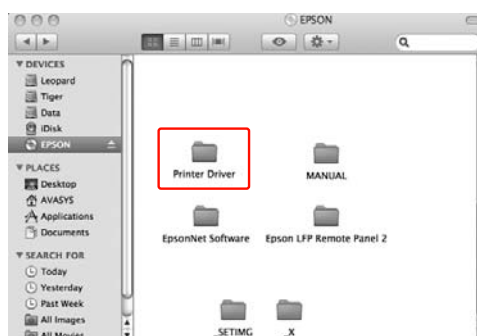 EPSON
DEVICES
Leopard
Tiger
Data
iDisk
EPSON
PLACES
Desktop
AVASYS
Applications
Documents
SEARCH FOR
Today
Yesterday
Past Week
All Images
All Movies
Printer Driver
MANUAL
EpsonNet Software
Epson LFP Remote Panel 2
_SETIMG
_X